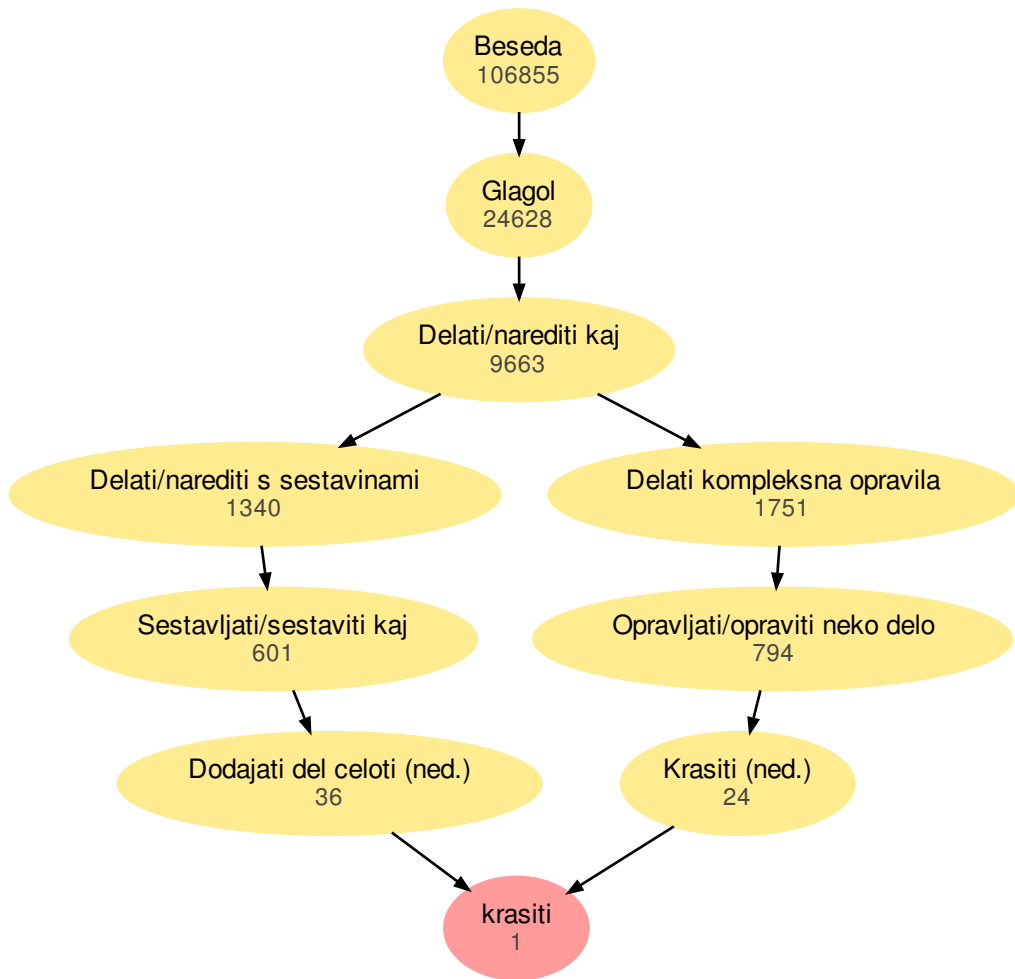 Beseda
106855
Glagol
24628
Delati/narediti kaj
9663
Delati/narediti s sestavinami
1340
Delati kompleksna opravila
1751
Sestavljati/sestaviti kaj
601
Opravljati/opraviti neko delo
794
Dodajati del celoti (ned.)
36
Krasiti (ned.)
24
krasiti
1